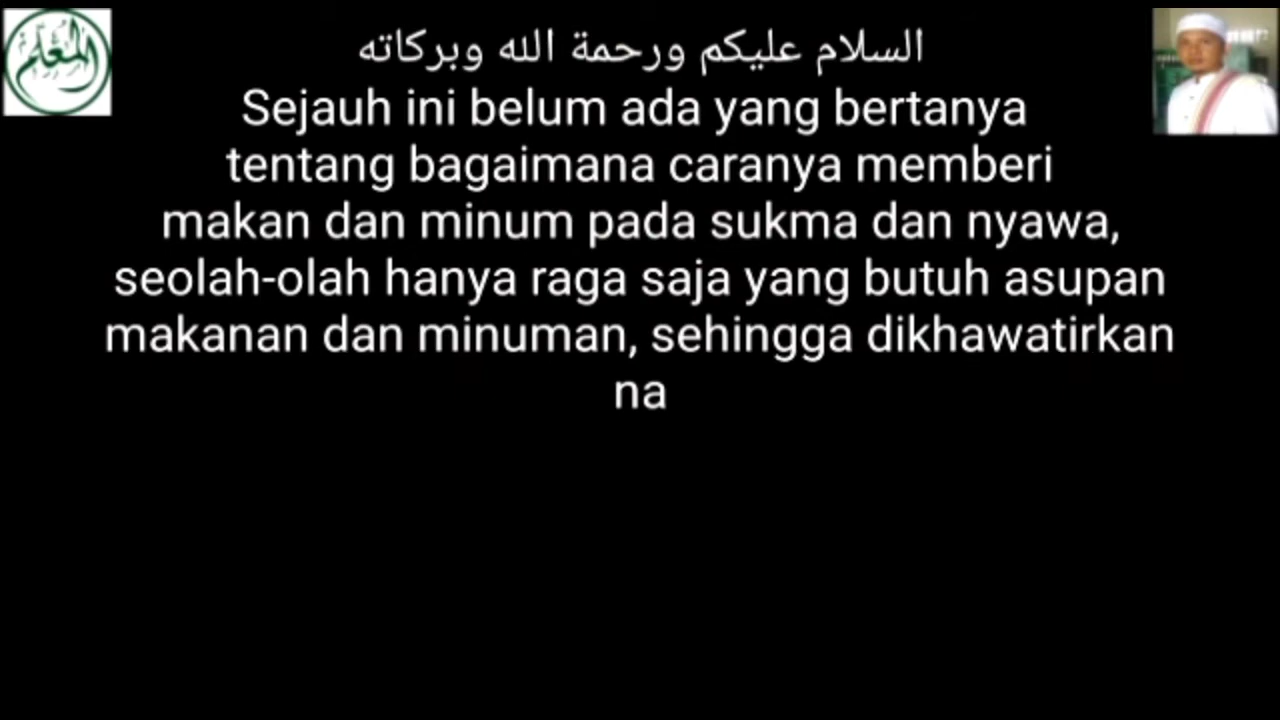 المعلم
السلام عليكم ورحمة الله وبركاته
Sejauh ini belum ada yang bertanya
tentang bagaimana caranya memberi
makan dan minum pada sukma dan nyawa,
seolah-olah hanya raga saja yang butuh asupan
makanan dan minuman, sehingga dikhawatirkan
na